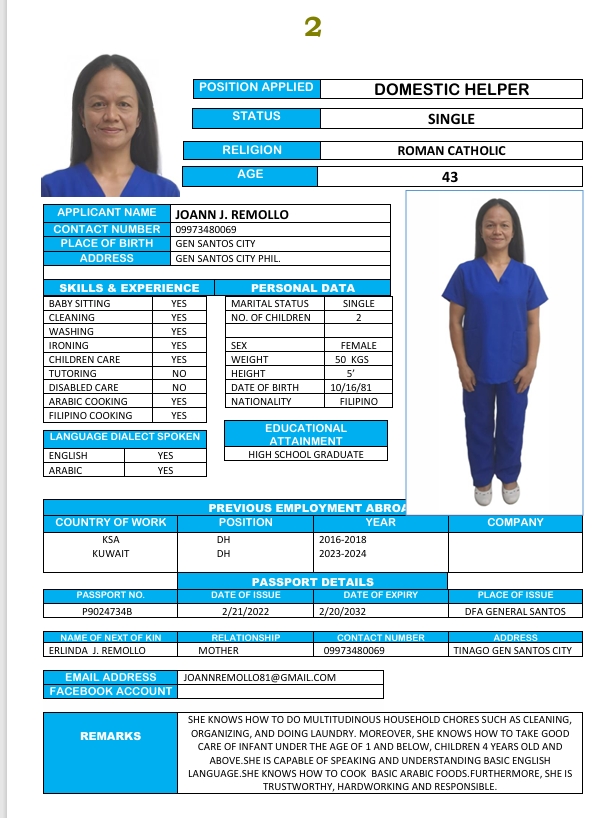 2
POSITION APPLIED DOMESTIC HELPER
STATUS SINGLE
RELIGION ROMAN CATHOLIC
AGE 43
APPLICANT NAME JOANN J. REMOLLO
CONTACT NUMBER 09973480069
PLACE OF BIRTH GEN SANTOS CITY
ADDRESS GEN SANTOS CITY PHIL.
SKILLS & EXPERIENCE PERSONAL DATA
BABY SITTING YES MARITAL STATUS SINGLE
CLEANING YES NO. OF CHILDREN 2
WASHING YES
IRONING YES SEX FEMALE
CHILDREN CARE YES WEIGHT 50 KGS
TUTORING NO HEIGHT 5’
DISABLED CARE NO DATE OF BIRTH 10/16/81
ARABIC COOKING YES NATIONALITY FILIPINO
FILIPINO COOKING YES
LANGUAGE DIALECT SPOKEN
ENGLISH YES
ARABIC YES
EDUCATIONAL
ATTAINMENT
HIGH SCHOOL GRADUATE
PREVIOUS EMPLOYMENT ABROA
COUNTRY OF WORK POSITION YEAR COMPANY
KSA DH 2016-2018
KUWAIT DH 2023-2024
PASSPORT DETAILS
PASSPORT NO. DATE OF ISSUE DATE OF EXPIRY PLACE OF ISSUE
P9024734B 2/21/2022 2/20/2032 DFA GENERAL SANTOS
NAME OF NEXT OF KIN RELATIONSHIP CONTACT NUMBER ADDRESS
ERLINDA J. REMOLLO MOTHER 09973480069 TINAGO GEN SANTOS CITY
EMAIL ADDRESS JOANNREMOLLO81@GMAIL.COM
FACEBOOK ACCOUNT
REMARKS
SHE KNOWS HOW TO DO MULTITUDINOUS HOUSEHOLD CHORES SUCH AS CLEANING,
ORGANIZING, AND DOING LAUNDRY. MOREOVER, SHE KNOWS HOW TO TAKE GOOD
CARE OF INFANT UNDER THE AGE OF 1 AND BELOW, CHILDREN 4 YEARS OLD AND
ABOVE.SHE IS CAPABLE OF SPEAKING AND UNDERSTANDING BASIC ENGLISH
LANGUAGE.SHE KNOWS HOW TO COOK BASIC ARABIC FOODS.FURTHERMORE, SHE IS
TRUSTWORTHY, HARDWORKING AND RESPONSIBLE.